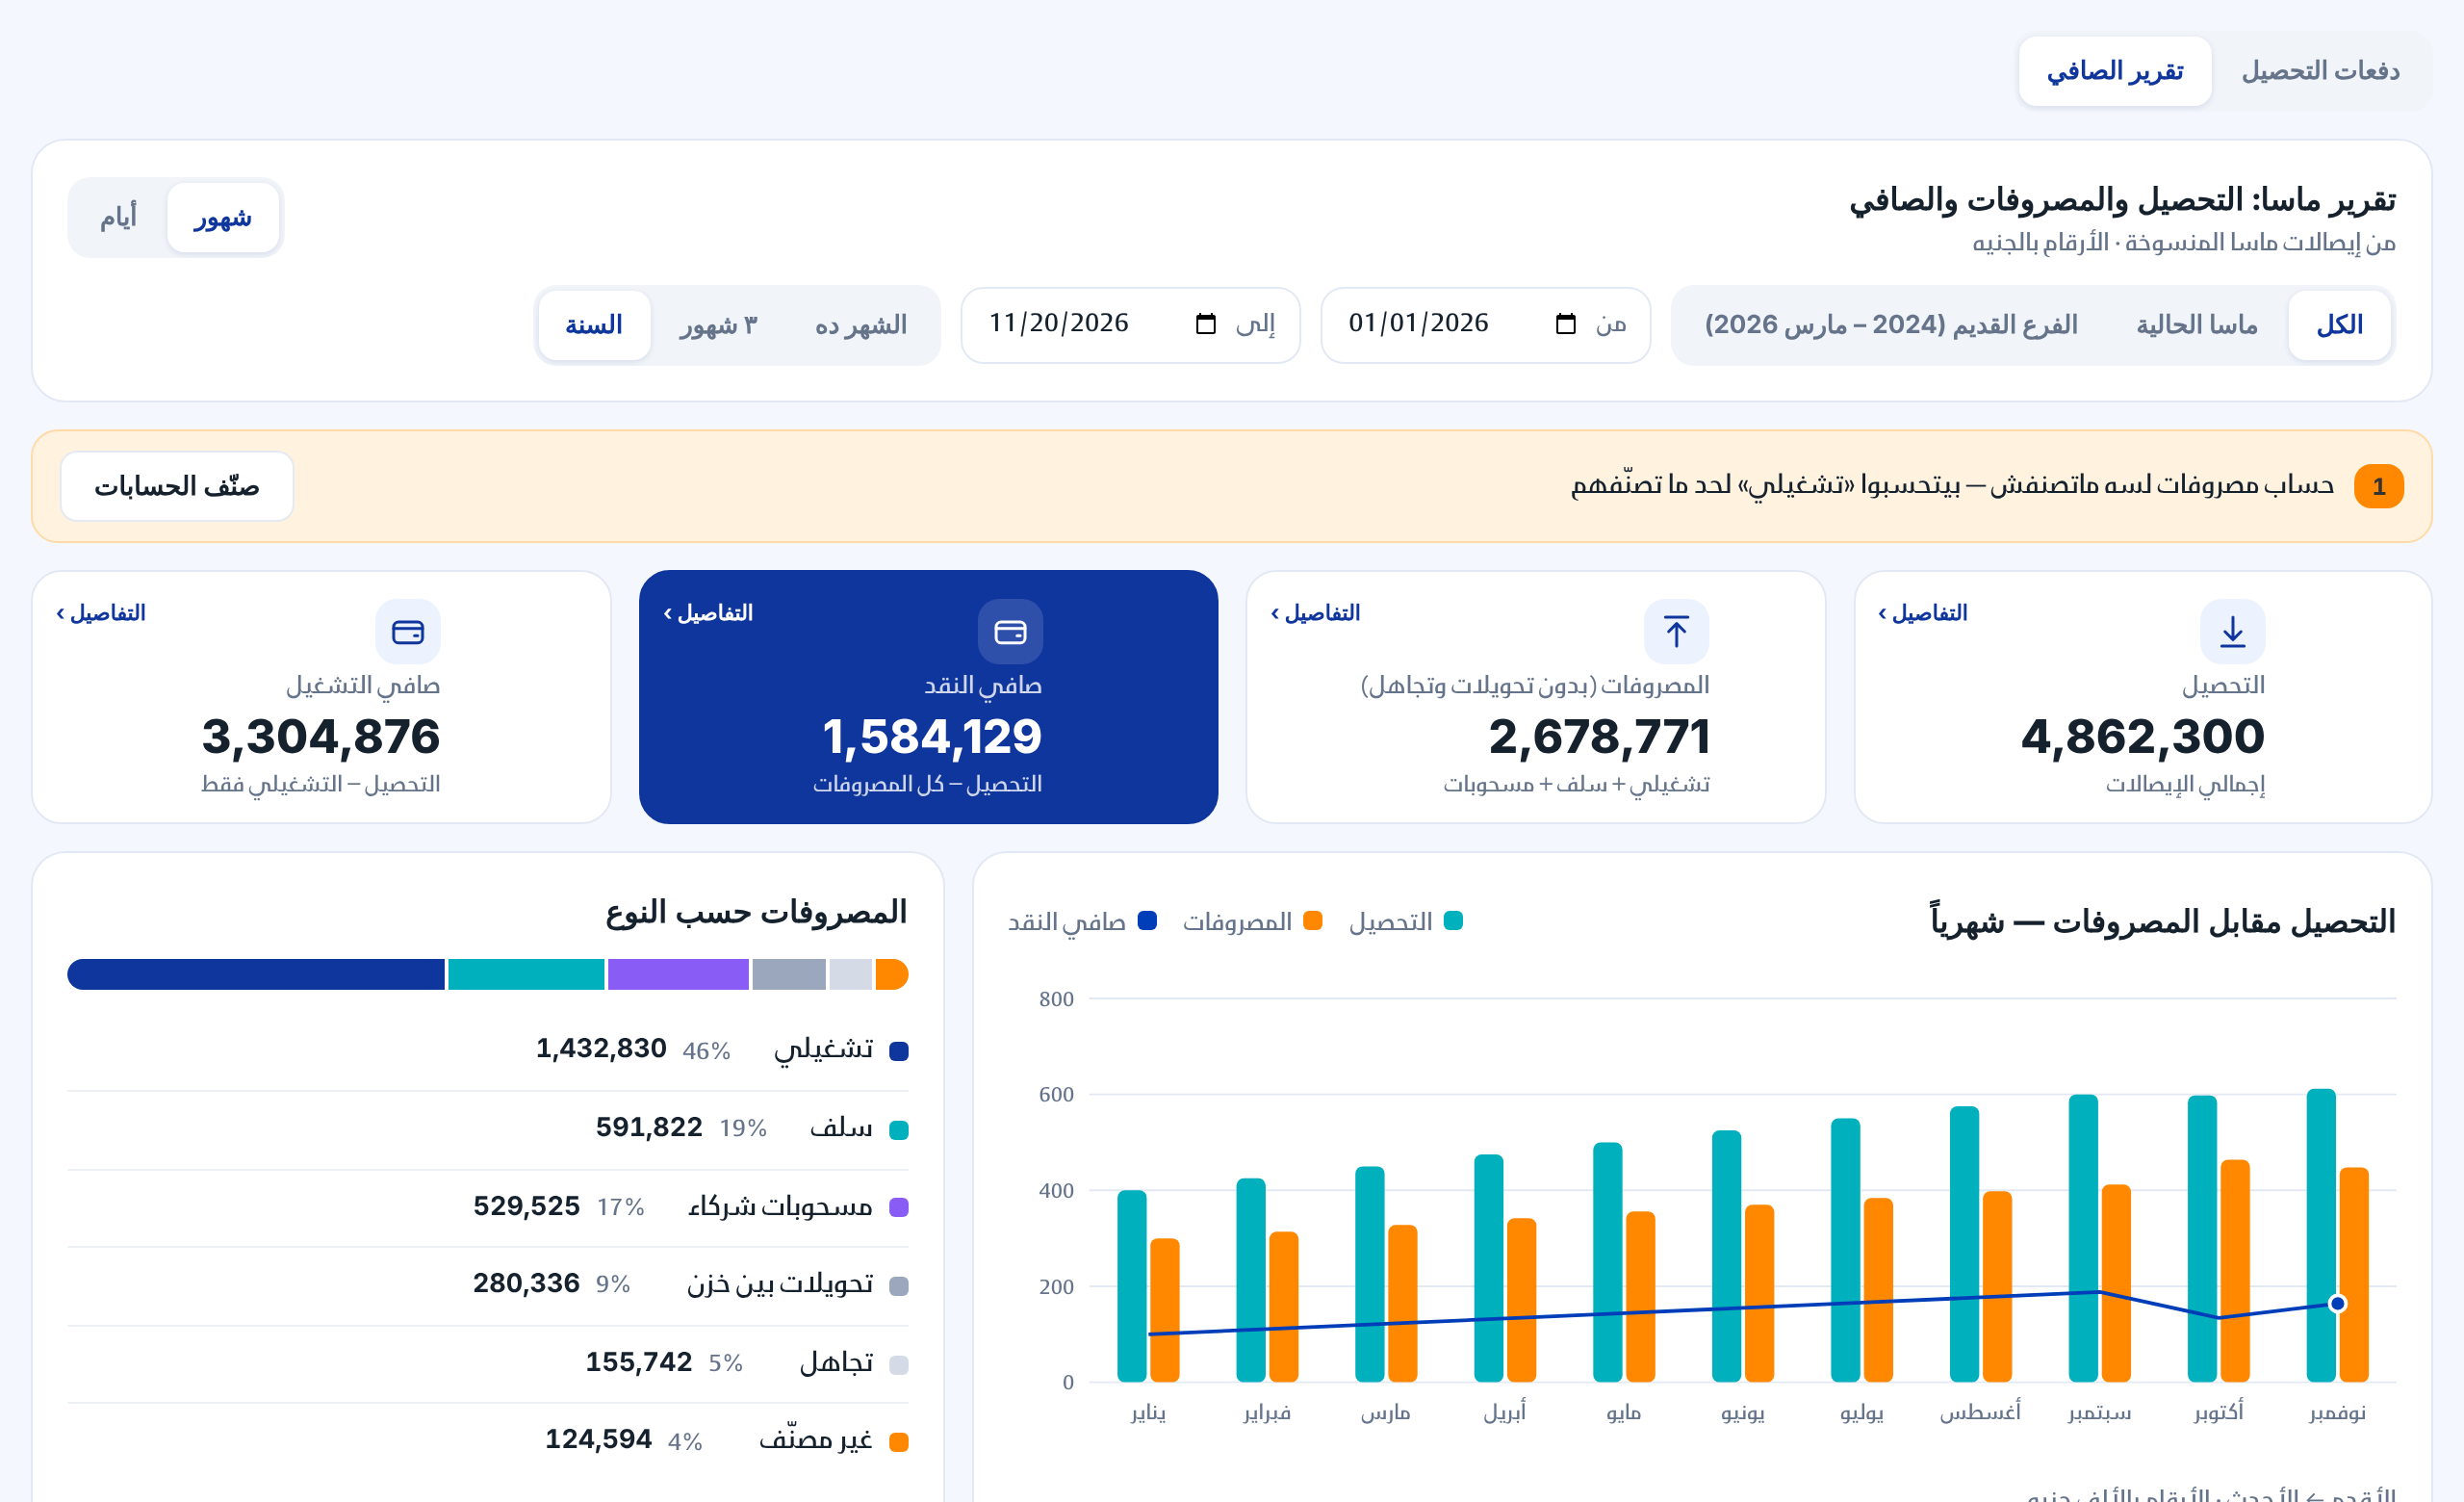 دفعات التحصيل
تقرير الصافي
تقرير ماسا: التحصيل والمصروفات والصافي
من إيصالات ماسا المنسوخة · الأرقام بالجنيه
شهور
أيام
الكل
ماسا الحالية
الفرع القديم (2024 – مارس 2026)
من 01/01/2026
إلى 11/20/2026
الشهر ده
٣ شهور
السنة
1 حساب مصروفات لسه ماتصنفش — بيتحسبوا «تشغيلي» لحد ما تصنّفهم
صنّف الحسابات
التفاصيل ›
التحصيل
4,862,300
إجمالي الإيصالات
التفاصيل ›
المصروفات (بدون تحويلات وتجاهل)
2,678,771
تشغيلي + سلف + مسحوبات
التفاصيل ›
صافي النقد
1,584,129
التحصيل – كل المصروفات
التفاصيل ›
صافي التشغيل
3,304,876
التحصيل – التشغيلي فقط
التحصيل مقابل المصروفات — شهرياً
التحصيل
المصروفات
صافي النقد
800
600
400
200
0
يناير
فبراير
مارس
أبريل
مايو
يونيو
يوليو
أغسطس
سبتمبر
أكتوبر
نوفمبر
الأقدم ← الأحدث · الأرقام بالألف جنيه
المصروفات حسب النوع
تشغيلي 46% 1,432,830
سلف 19% 591,822
مسحوبات شركاء 17% 529,525
تحويلات بين خزن 9% 280,336
تجاهل 5% 155,742
غير مصنّف 4% 124,594